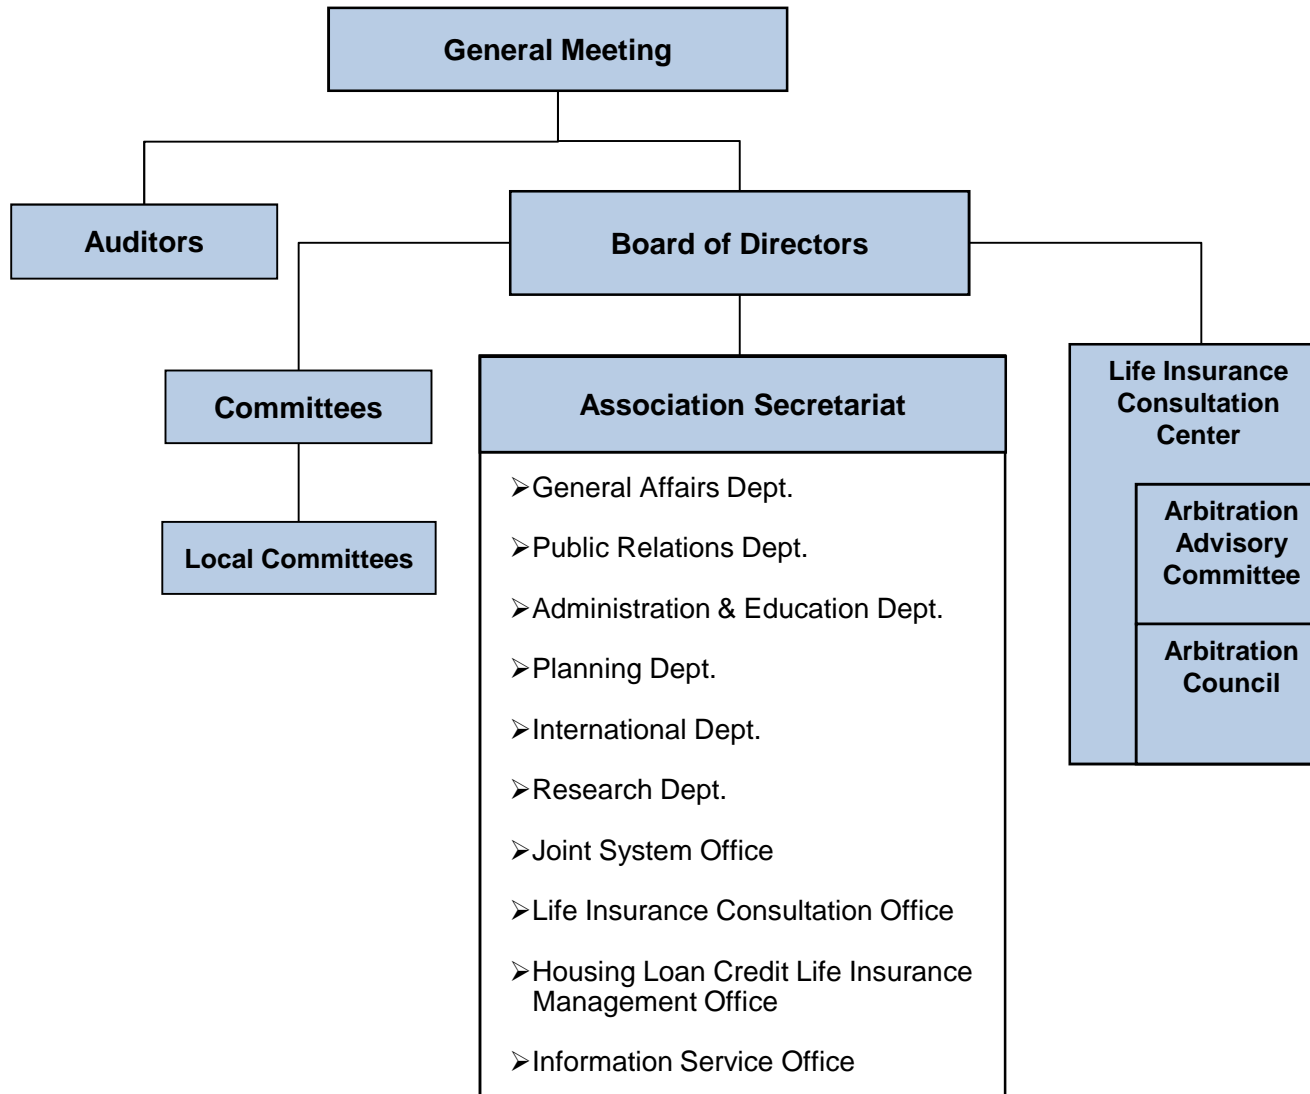 General Meeting
Auditors
Board of Directors
Committees
Local Committees
Association Secretariat
➢General Affairs Dept.
➢Public Relations Dept.
➢Administration & Education Dept.
➢Planning Dept.
➢International Dept.
➢Research Dept.
➢Joint System Office
➢Life Insurance Consultation Office
➢Housing Loan Credit Life Insurance
Management Office
➢Information Service Office
Life Insurance
Consultation
Center
Arbitration
Advisory
Committee
Arbitration
Council